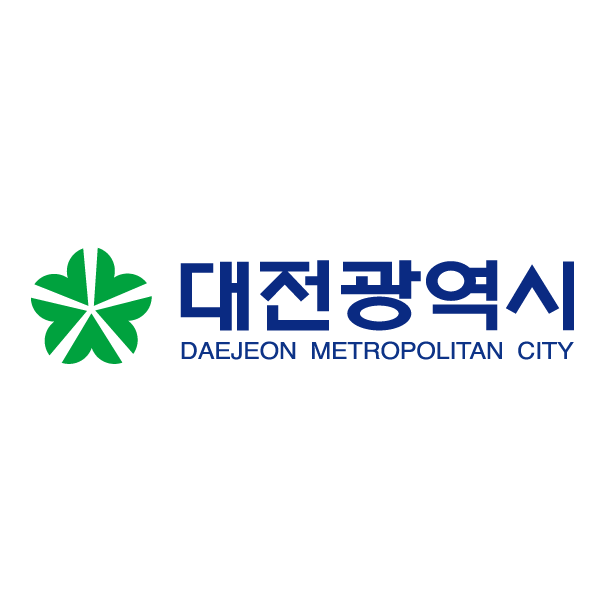 대전광역시
DAEJEON METROPOLITAN CITY